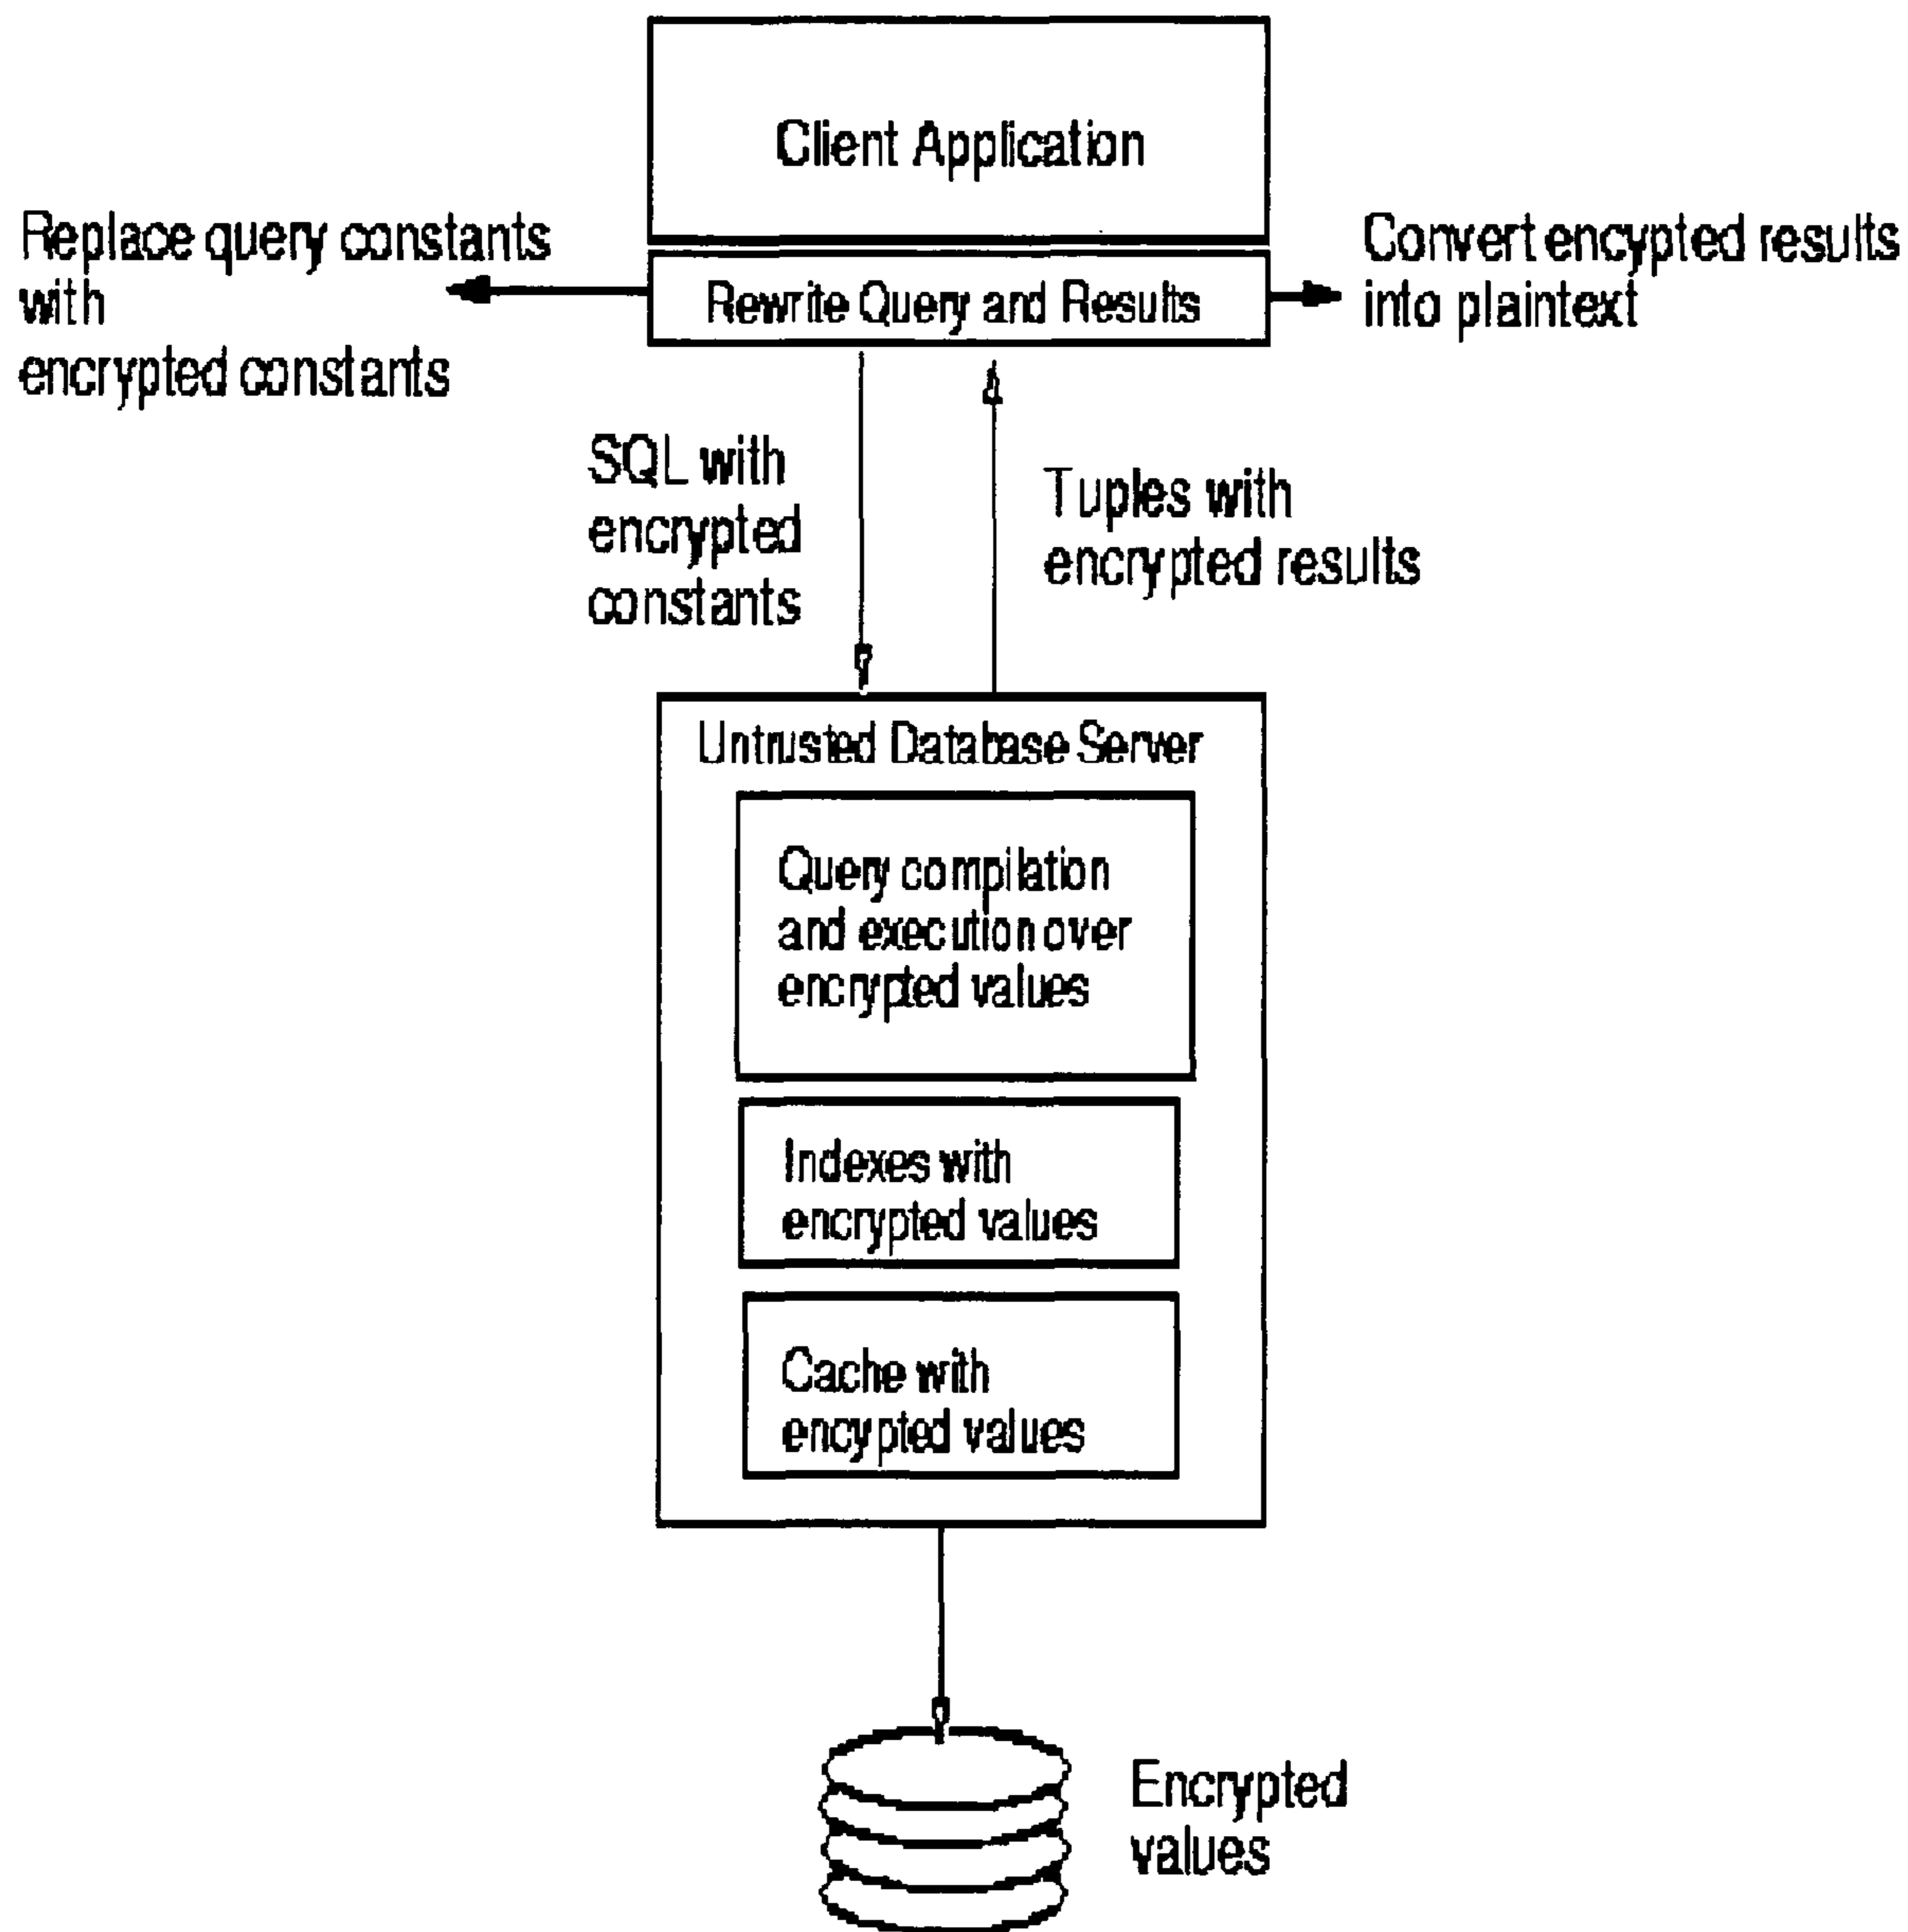 Client Application
Replace query constants
with
encrypted constants
Rewrite Query and Results
Convert encypted results
into plaintext
SQL with
encrypted
constants
Tuples with
encrypted results
Untrusted Database Server
Query compilation
and execution over
encrypted values
Indexes with
encrypted values
Cache with
encypted values
Encrypted
values